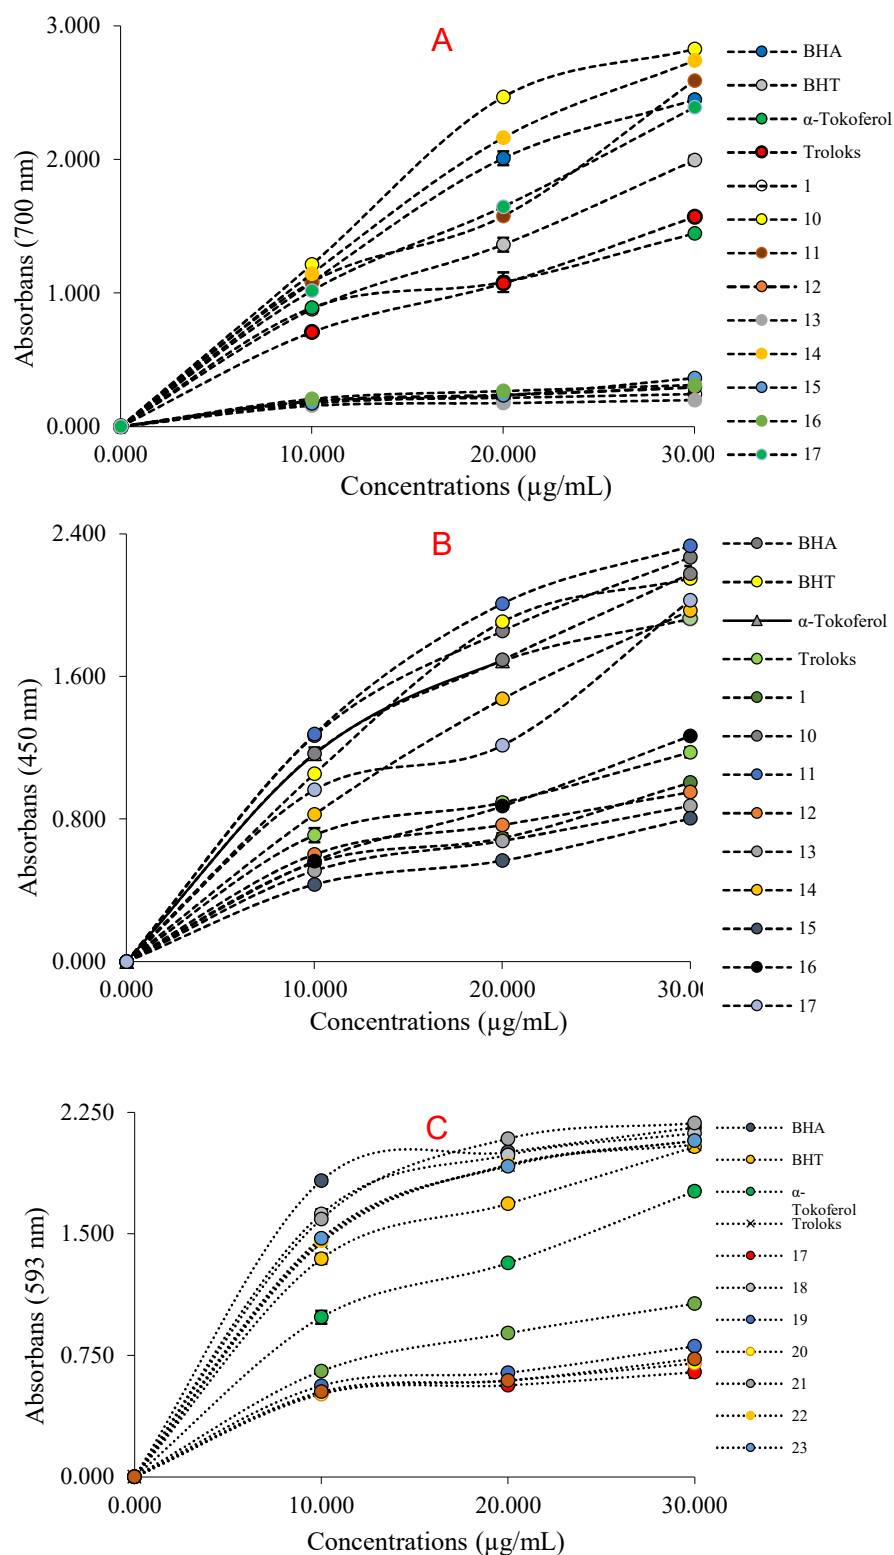 A
3.000
2.000
1.000
0.000
Absorbans (700 nm)
0.000
10.000
20.000
30.000
Concentrations (µg/mL)
BHA
BHT
α-Tokoferol
Troloks
1
10
11
12
13
14
15
16
17
B
2.400
1.600
0.800
0.000
Absorbans (450 nm)
0.000
10.000
20.000
30.00
Concentrations (µg/mL)
BHA
BHT
α-Tokoferol
Troloks
1
10
11
12
13
14
15
16
17
C
2.250
1.500
0.750
0.000
Absorbans (593 nm)
0.000
10.000
20.000
30.000
Concentrations (µg/mL)
BHA
BHT
α-
Tokoferol
Troloks
17
18
19
20
21
22
23